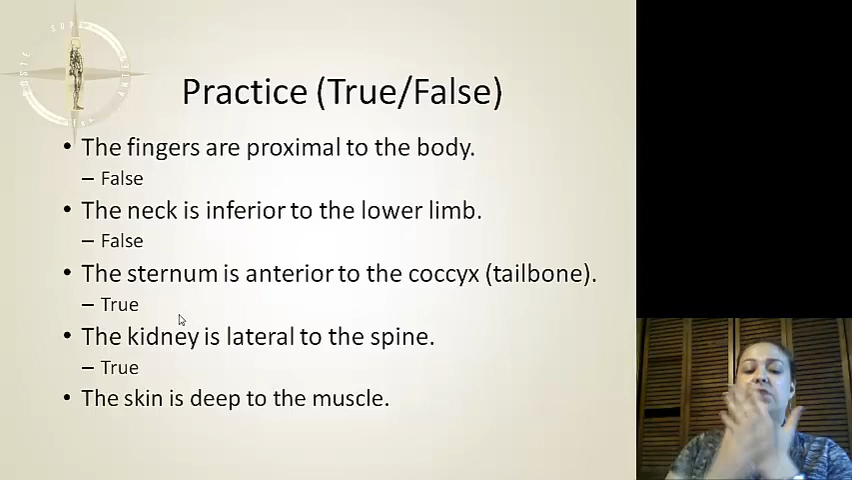 Practice (True/False)
• The fingers are proximal to the body.
– False
• The neck is inferior to the lower limb.
– False
• The sternum is anterior to the coccyx (tailbone).
– True
• The kidney is lateral to the spine.
– True
• The skin is deep to the muscle.